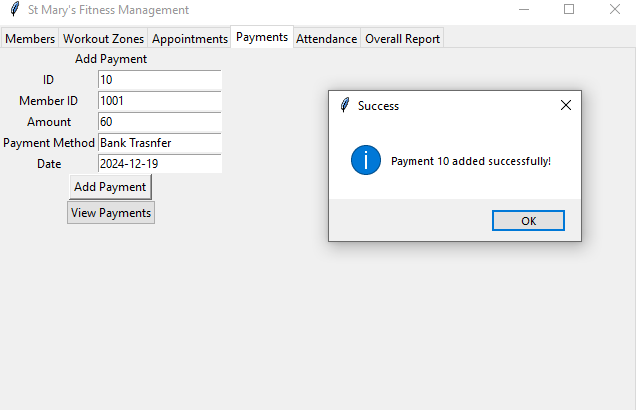 St Mary's Fitness Management
Members Workout Zones Appointments Payments Attendance Overall Report
Add Payment
ID 10
Member ID 1001
Amount 60
Payment Method Bank Trasnfer
Date 2024-12-19
Add Payment
View Payments
Success
Payment 10 added successfully!
OK